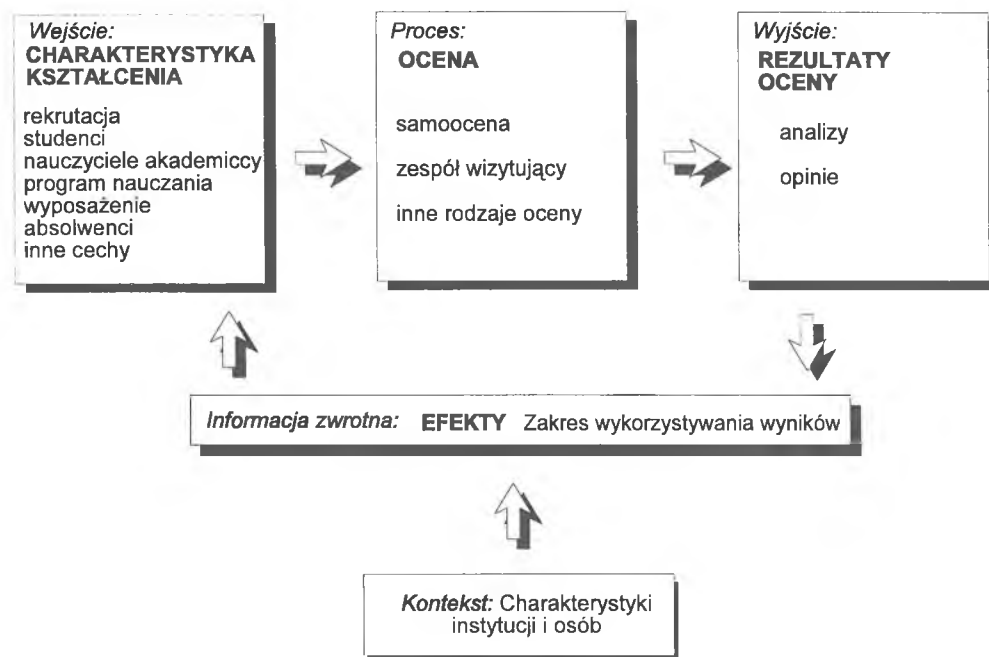 Wejście:
CHARAKTERYSTYKA
KSZTAŁCENIA
rekrutacja
studenci
nauczyciele akademiccy
program nauczania
wyposażenie
absolwenci
inne cechy
Proces:
OCENA
samoocena
zespół wizytujący
inne rodzaje oceny
Wyjście:
REZULTATY
OCENY
analizy
opinie
Informacja zwrotna: EFEKTY Zakres wykorzystywania wyników
Kontekst: Charakterystyki
instytucji i osób